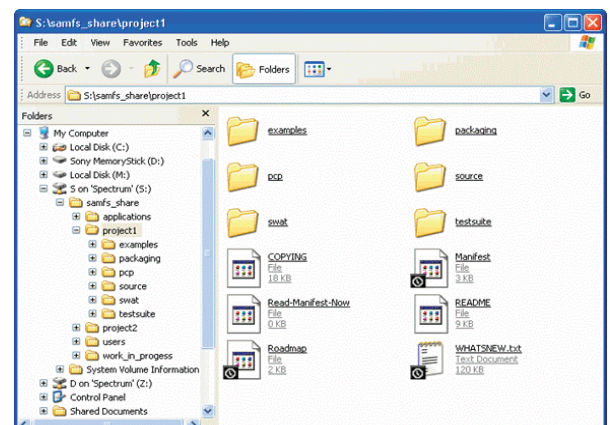 S:\samfs_share\project1
File Edit View Favorites Tools Help
Back Search Folders
Address S:\samfs_share\project1 Go
Folders
My Computer
Local Disk (C:)
Sony MemoryStick (D:)
Local Disk (M:)
S on 'Spectrum' (S:)
samfs_share
applications
project1
examples
packaging
pcp
source
swat
testsuite
project2
users
work_in_progess
System Volume Information
D on 'Spectrum' (Z:)
Control Panel
Shared Documents
examples
packaging
pcp
source
swat
testsuite
COPYING
File
18 KB
Manifest
File
3 KB
Read-Manifest-Now
File
0 KB
README
File
9 KB
Roadmap
File
2 KB
WHATSNEW.txt
Text Document
120 KB